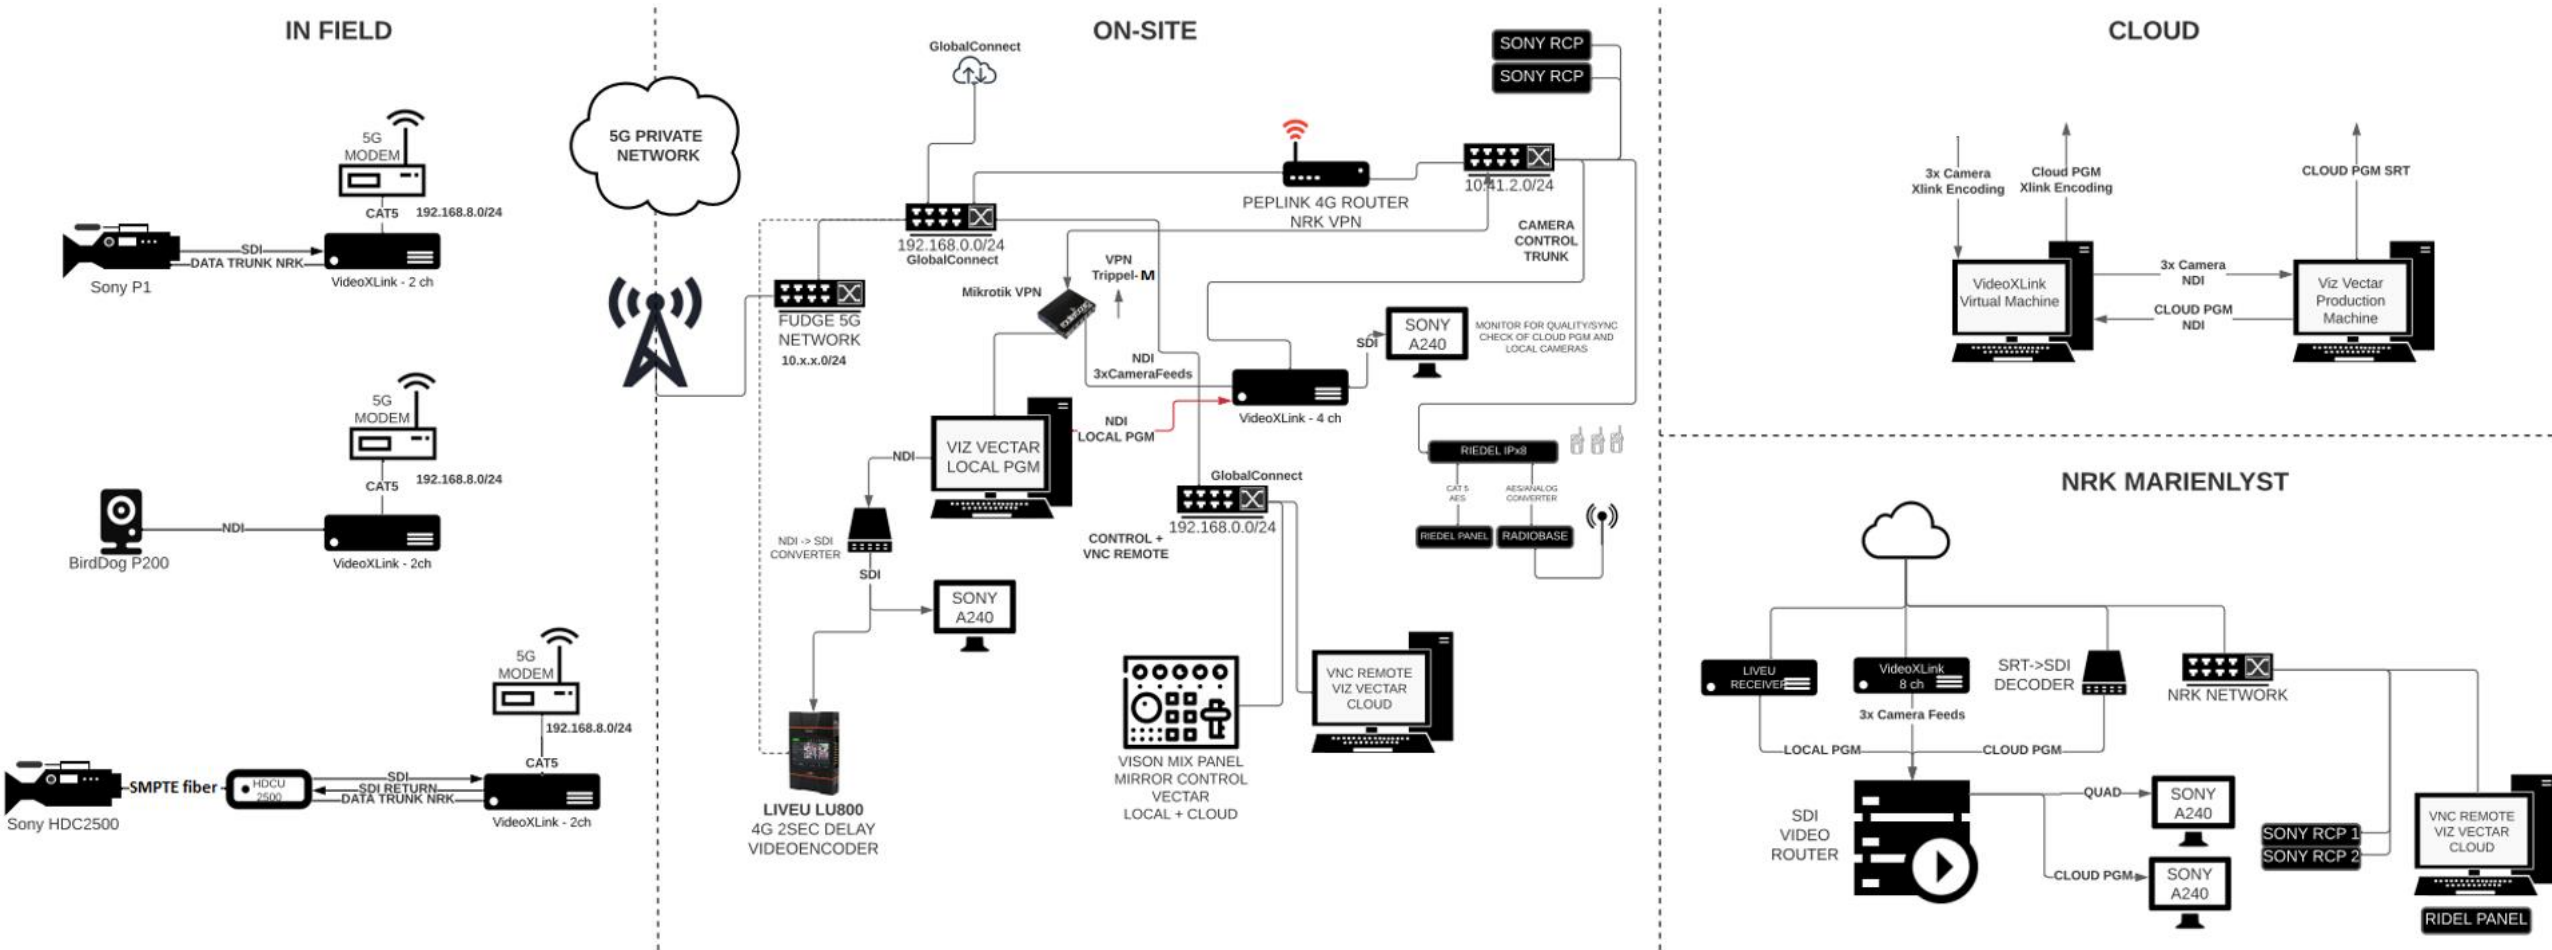 IN FIELD
5G
MODEM
CAT5
192.168.8.0/24
SDI
DATA TRUNK NRK
Sony P1
VideoXLink - 2 ch
5G
MODEM
CAT5
192.168.8.0/24
NDI
BirdDog P200
VideoXLink - 2ch
5G
MODEM
192.168.8.0/24
CAT5
SMPTE fiber
HDCU
2500
SDI
SDI RETURN
DATA TRUNK NRK
Sony HDC2500
VideoXLink - 2ch
5G PRIVATE
NETWORK
ON-SITE
GlobalConnect
SONY RCP
SONY RCP
10.41.2.0/24
PEPLINK 4G ROUTER
NRK VPN
192.168.0.0/24
GlobalConnect
CAMERA
CONTROL
TRUNK
VPN
Trippel-M
Mikrotik VPN
FUDGE 5G
NETWORK
10.x.x.0/24
SONY
A240
SDI
MONITOR FOR QUALITY/SYNC
CHECK OF CLOUD PGM AND
LOCAL CAMERAS
NDI
3xCameraFeeds
VideoXLink - 4 ch
NDI
LOCAL PGM
VIZ VECTAR
LOCAL PGM
NDI
RIEDEL IPx8
CAT 5
AES
AES/ANALOG
CONVERTER
RIEDEL PANEL
RADIOBASE
GlobalConnect
192.168.0.0/24
CONTROL +
VNC REMOTE
NDI -> SDI
CONVERTER
SDI
SONY
A240
VNC REMOTE
VIZ VECTAR
CLOUD
VISON MIX PANEL
MIRROR CONTROL
VECTAR
LOCAL + CLOUD
LIVEU LU800
4G 2SEC DELAY
VIDEOENCODER
CLOUD
3x Camera
Xlink Encoding
Cloud PGM
Xlink Encoding
CLOUD PGM SRT
VideoXLink
Virtual Machine
3x Camera
NDI
CLOUD PGM
NDI
Viz Vectar
Production
Machine
NRK MARIENLYST
LIVEU
RECEIVER
VideoXLink
8 ch
SRT->SDI
DECODER
NRK NETWORK
3x Camera Feeds
LOCAL PGM
CLOUD PGM
SDI
VIDEO
ROUTER
QUAD
SONY
A240
CLOUD PGM
SONY
A240
SONY RCP 1
SONY RCP 2
VNC REMOTE
VIZ VECTAR
CLOUD
RIDEL PANEL